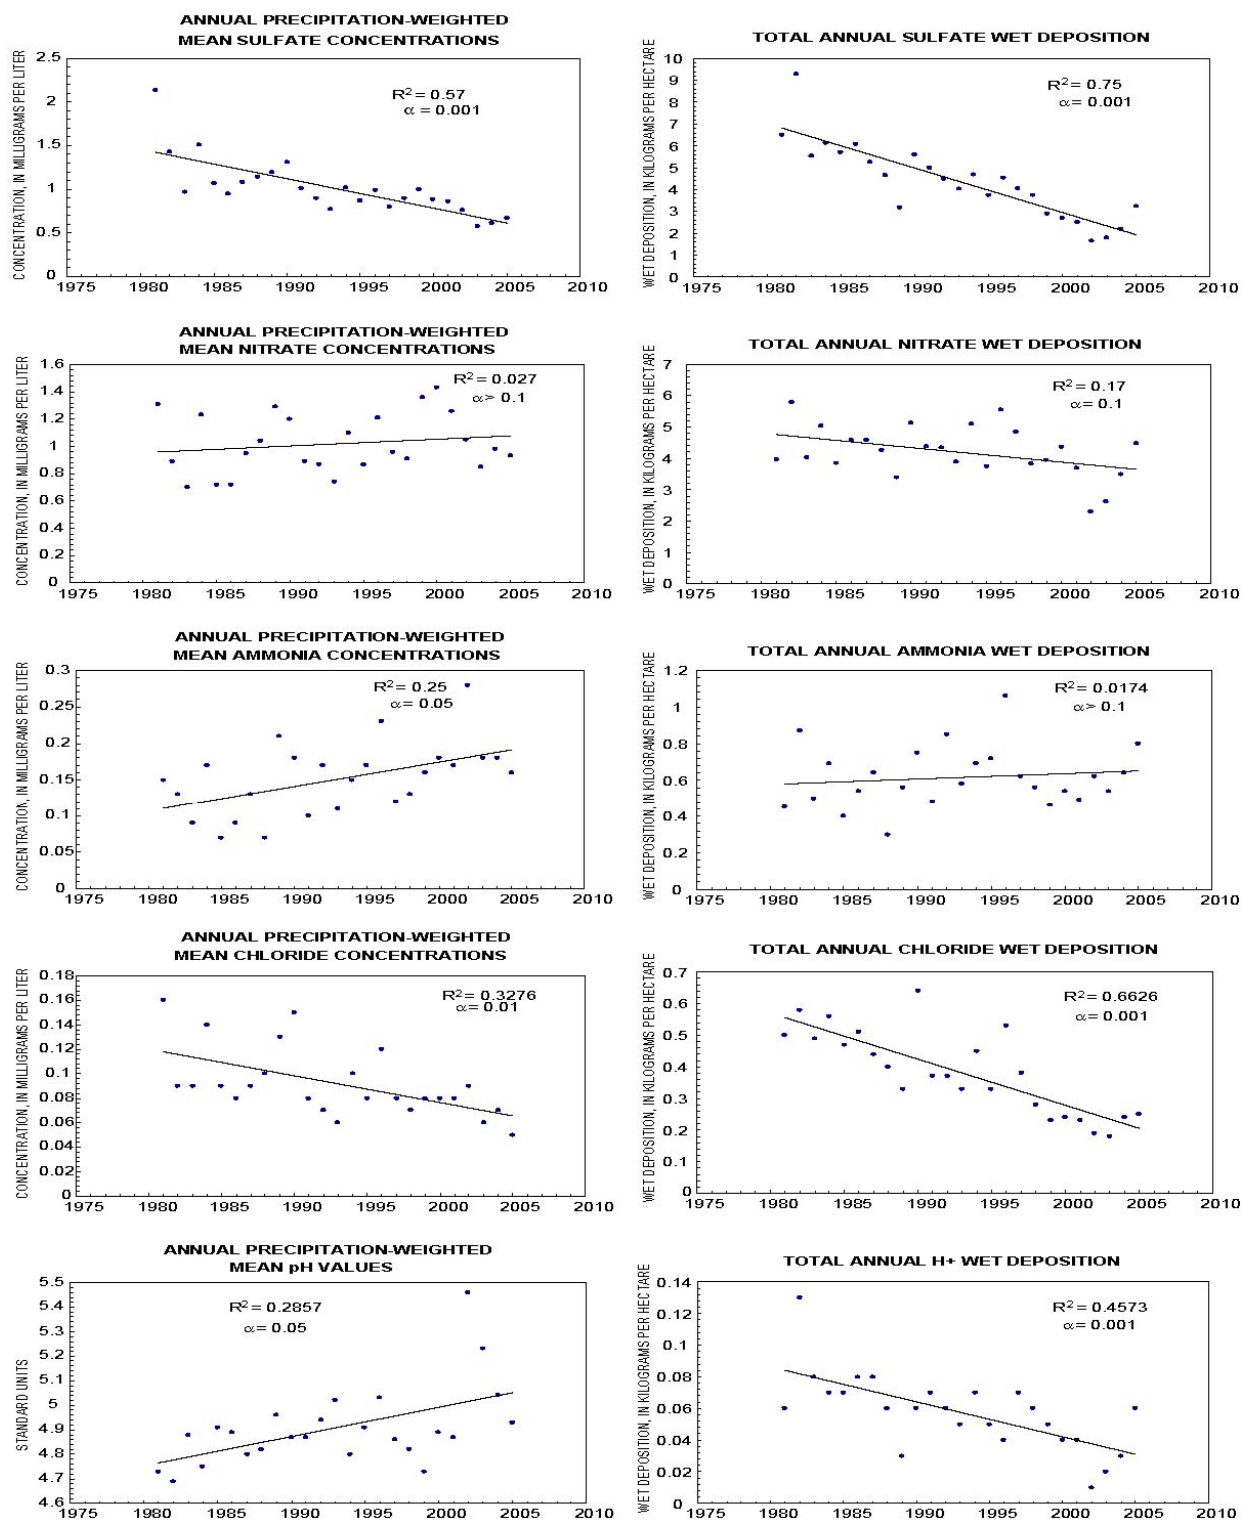 ANNUAL PRECIPITATION-WEIGHTED
MEAN SULFATE CONCENTRATIONS
CONCENTRATION, IN MILLIGRAMS PER LITER
2.5
2
1.5
1
0.5
0
R2 = 0.57
α = 0.001
1975 1980 1985 1990 1995 2000 2005 2010
TOTAL ANNUAL SULFATE WET DEPOSITION
WET DEPOSITION, IN KILOGRAMS PER HECTARE
10
9
8
7
6
5
4
3
2
1
0
R2 = 0.75
α= 0.001
1975 1980 1985 1990 1995 2000 2005 2010
ANNUAL PRECIPITATION-WEIGHTED
MEAN NITRATE CONCENTRATIONS
CONCENTRATION, IN MILLIGRAMS PER LITER
1.6
1.4
1.2
1
0.8
0.6
0.4
0.2
0
R2 = 0.027
α> 0.1
1975 1980 1985 1990 1995 2000 2005 2010
TOTAL ANNUAL NITRATE WET DEPOSITION
WET DEPOSITION, IN KILOGRAMS PER HECTARE
7
6
5
4
3
2
1
0
R2 = 0.17
α= 0.1
1975 1980 1985 1990 1995 2000 2005 2010
ANNUAL PRECIPITATION-WEIGHTED
MEAN AMMONIA CONCENTRATIONS
CONCENTRATION, IN MILLIGRAMS PER LITER
0.3
0.25
0.2
0.15
0.1
0.05
0
R2 = 0.25
α= 0.05
1975 1980 1985 1990 1995 2000 2005 2010
TOTAL ANNUAL AMMONIA WET DEPOSITION
WET DEPOSITION, IN KILOGRAMS PER HECTARE
1.2
1
0.8
0.6
0.4
0.2
0
R2 = 0.0174
α> 0.1
1975 1980 1985 1990 1995 2000 2005 2010
ANNUAL PRECIPITATION-WEIGHTED
MEAN CHLORIDE CONCENTRATIONS
CONCENTRATION, IN MILLIGRAMS PER LITER
0.18
0.16
0.14
0.12
0.1
0.08
0.06
0.04
0.02
0
R2 = 0.3276
α= 0.01
1975 1980 1985 1990 1995 2000 2005 2010
TOTAL ANNUAL CHLORIDE WET DEPOSITION
WET DEPOSITION, IN KILOGRAMS PER HECTARE
0.7
0.6
0.5
0.4
0.3
0.2
0.1
0
R2 = 0.6626
α= 0.001
1975 1980 1985 1990 1995 2000 2005 2010
ANNUAL PRECIPITATION-WEIGHTED
MEAN pH VALUES
STANDARD UNITS
5.5
5.4
5.3
5.2
5.1
5
4.9
4.8
4.7
4.6
R2 = 0.2857
α= 0.05
1975 1980 1985 1990 1995 2000 2005 2010
TOTAL ANNUAL H+ WET DEPOSITION
WET DEPOSITION, IN KILOGRAMS PER HECTARE
0.14
0.12
0.1
0.08
0.06
0.04
0.02
0
R2 = 0.4573
α= 0.001
1975 1980 1985 1990 1995 2000 2005 2010